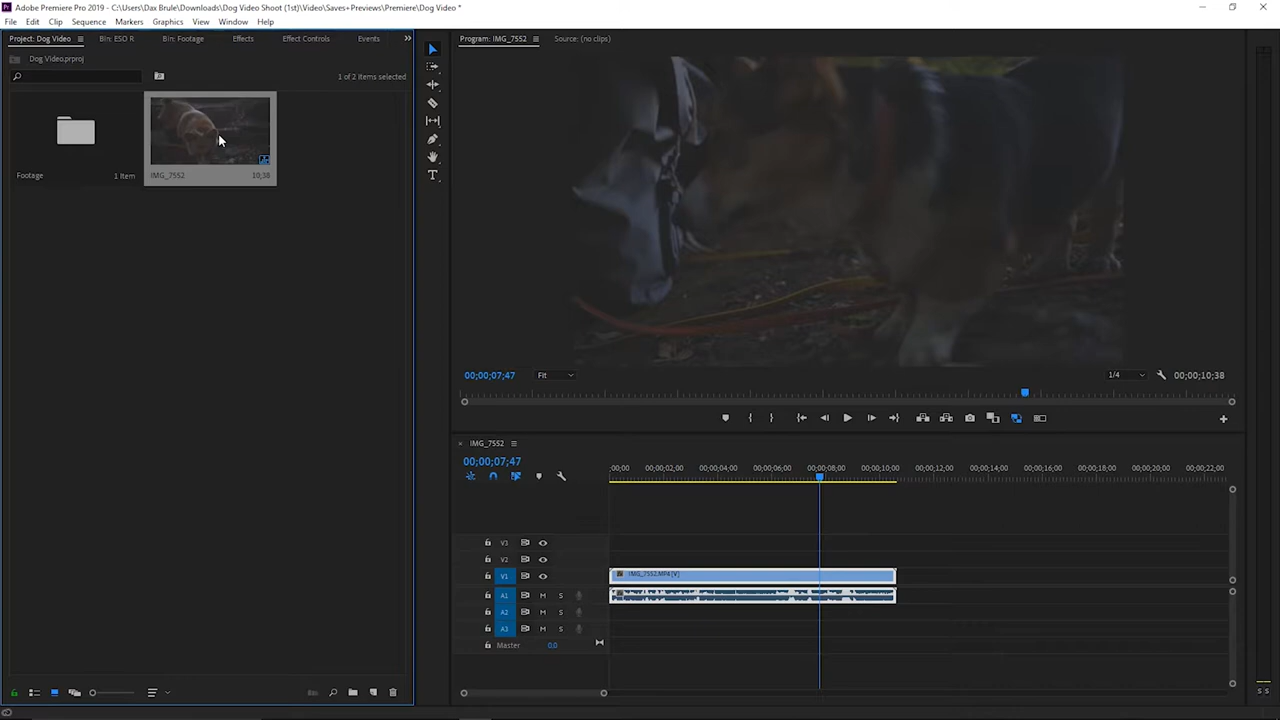 Adobe Premiere Pro 2019 - C:\Users\Dax Brule\Downloads\Dog Video Shoot (1st)\Video\Saves+Previews\Premiere\Dog Video *
File Edit Clip Sequence Markers Graphics View Window Help
Project: Dog Video Bin: ESO R Bin: Footage Effects Effect Controls Events
Program: IMG_7552 Source: (no clips)
Dog Video.prproj
1 of 2 Items selected
Footage 1 Item IMG_7552 10;38
00;00;07;47 Fit 1/4 00;00;10;38
IMG_7552
00;00;07;47
;00;00 00;00;02;00 00;00;04;00 00;00;06;00 00;00;08;00 00;00;10;00 00;00;12;00 00;00;14;00 00;00;16;00 00;00;18;00 00;00;20;00 00;00;22;00
V3
V2
V1 IMG_7552.MP4 [V]
A1 M S
A2 M S
A3 M S
Master 0.0
S S